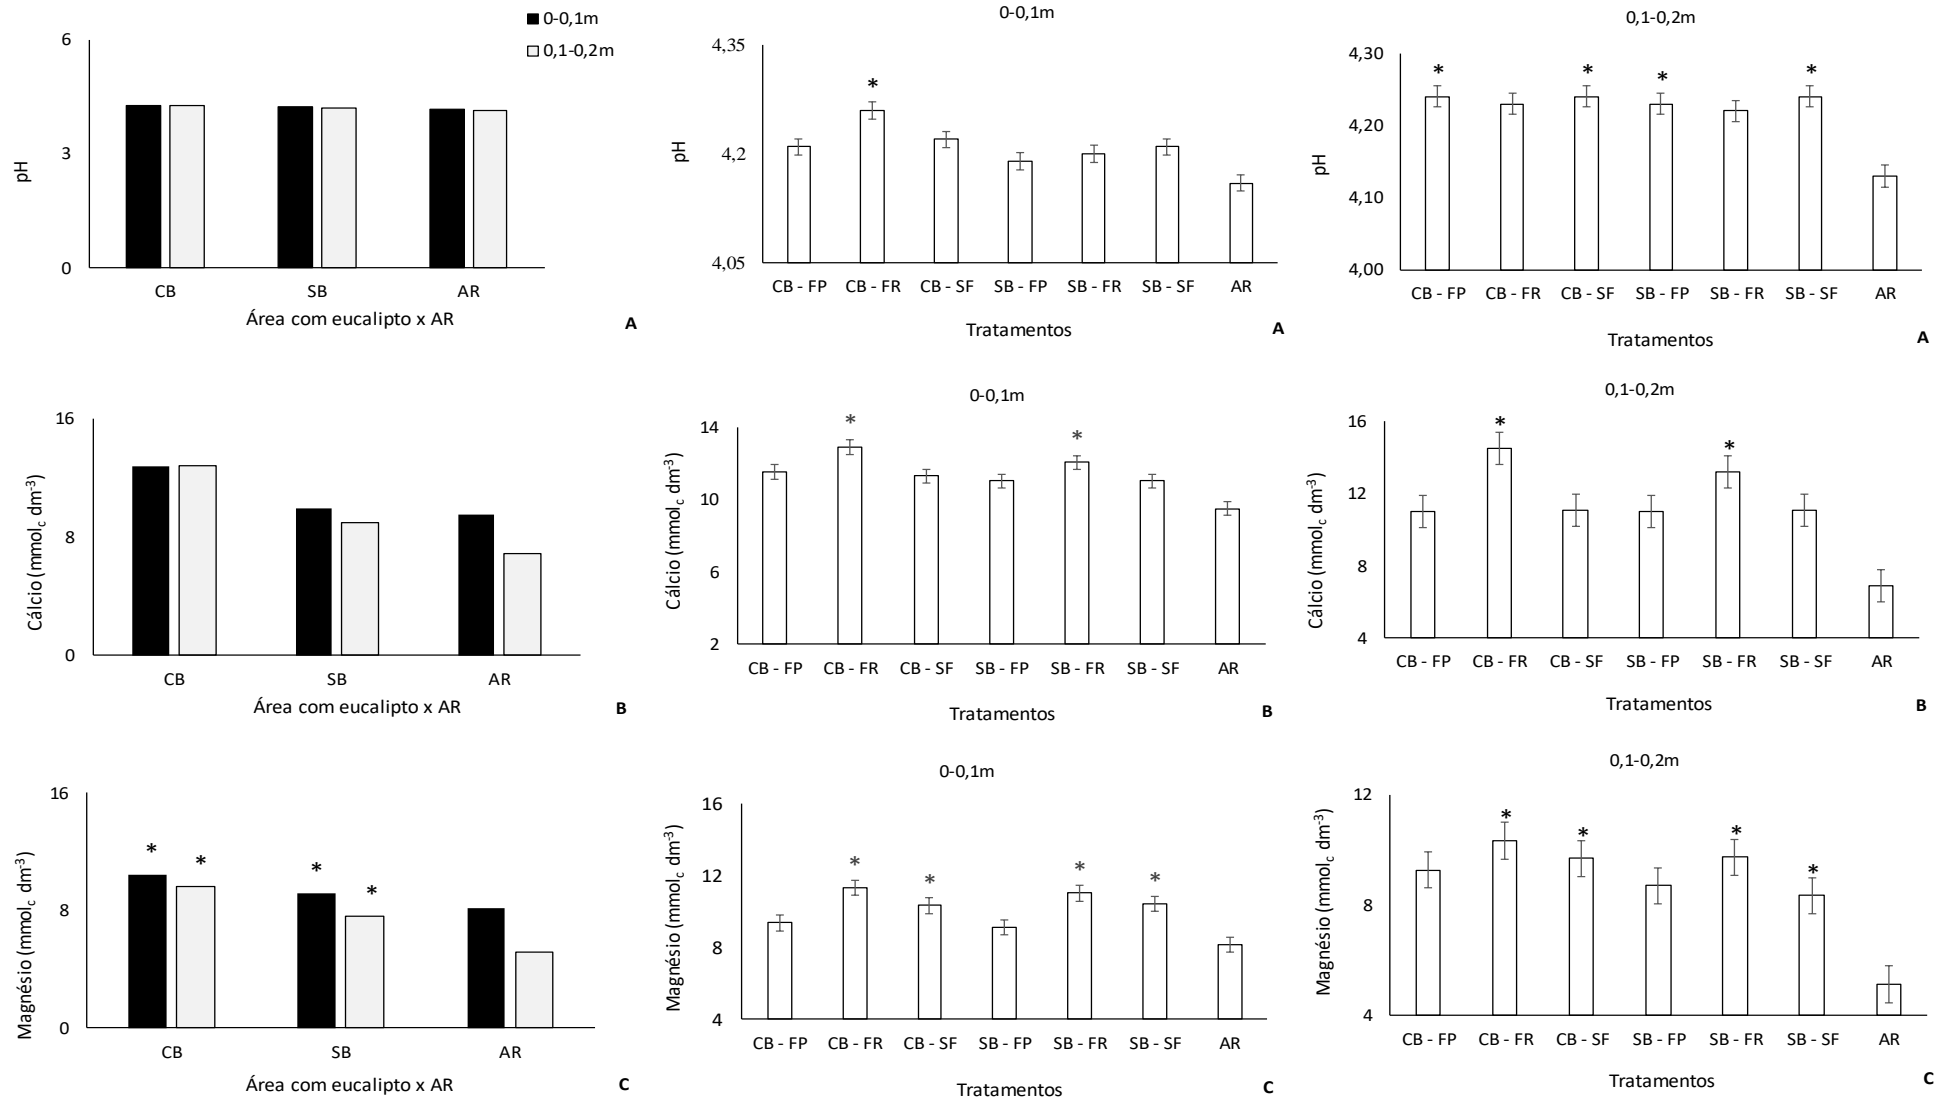 0-0,1m
0,1-0,2m
6
3
0
pH
CB SB AR
Área com eucalipto x AR
A
0-0,1m
4,35
4,2
4,05
pH
*
CB - FP CB - FR CB - SF SB - FP SB - FR SB - SF AR
Tratamentos
A
0,1-0,2m
4,30
4,20
4,10
4,00
pH
* * * *
CB - FP CB - FR CB - SF SB - FP SB - FR SB - SF AR
Tratamentos
A
16
8
0
Cálcio (mmolc dm-3)
CB SB AR
Área com eucalipto x AR
B
0-0,1m
14
10
6
2
Cálcio (mmolc dm-3)
* *
CB - FP CB - FR CB - SF SB - FP SB - FR SB - SF AR
Tratamentos
B
0,1-0,2m
16
12
8
4
Cálcio (mmolc dm-3)
* *
CB - FP CB - FR CB - SF SB - FP SB - FR SB - SF AR
Tratamentos
B
16
8
0
Magnésio (mmolc dm-3)
* * * *
CB SB AR
Área com eucalipto x AR
C
0-0,1m
16
12
8
4
Magnésio (mmolc dm-3)
* * * *
CB - FP CB - FR CB - SF SB - FP SB - FR SB - SF AR
Tratamentos
C
0,1-0,2m
12
8
4
Magnésio (mmolc dm-3)
* * * *
CB - FP CB - FR CB - SF SB - FP SB - FR SB - SF AR
Tratamentos
C